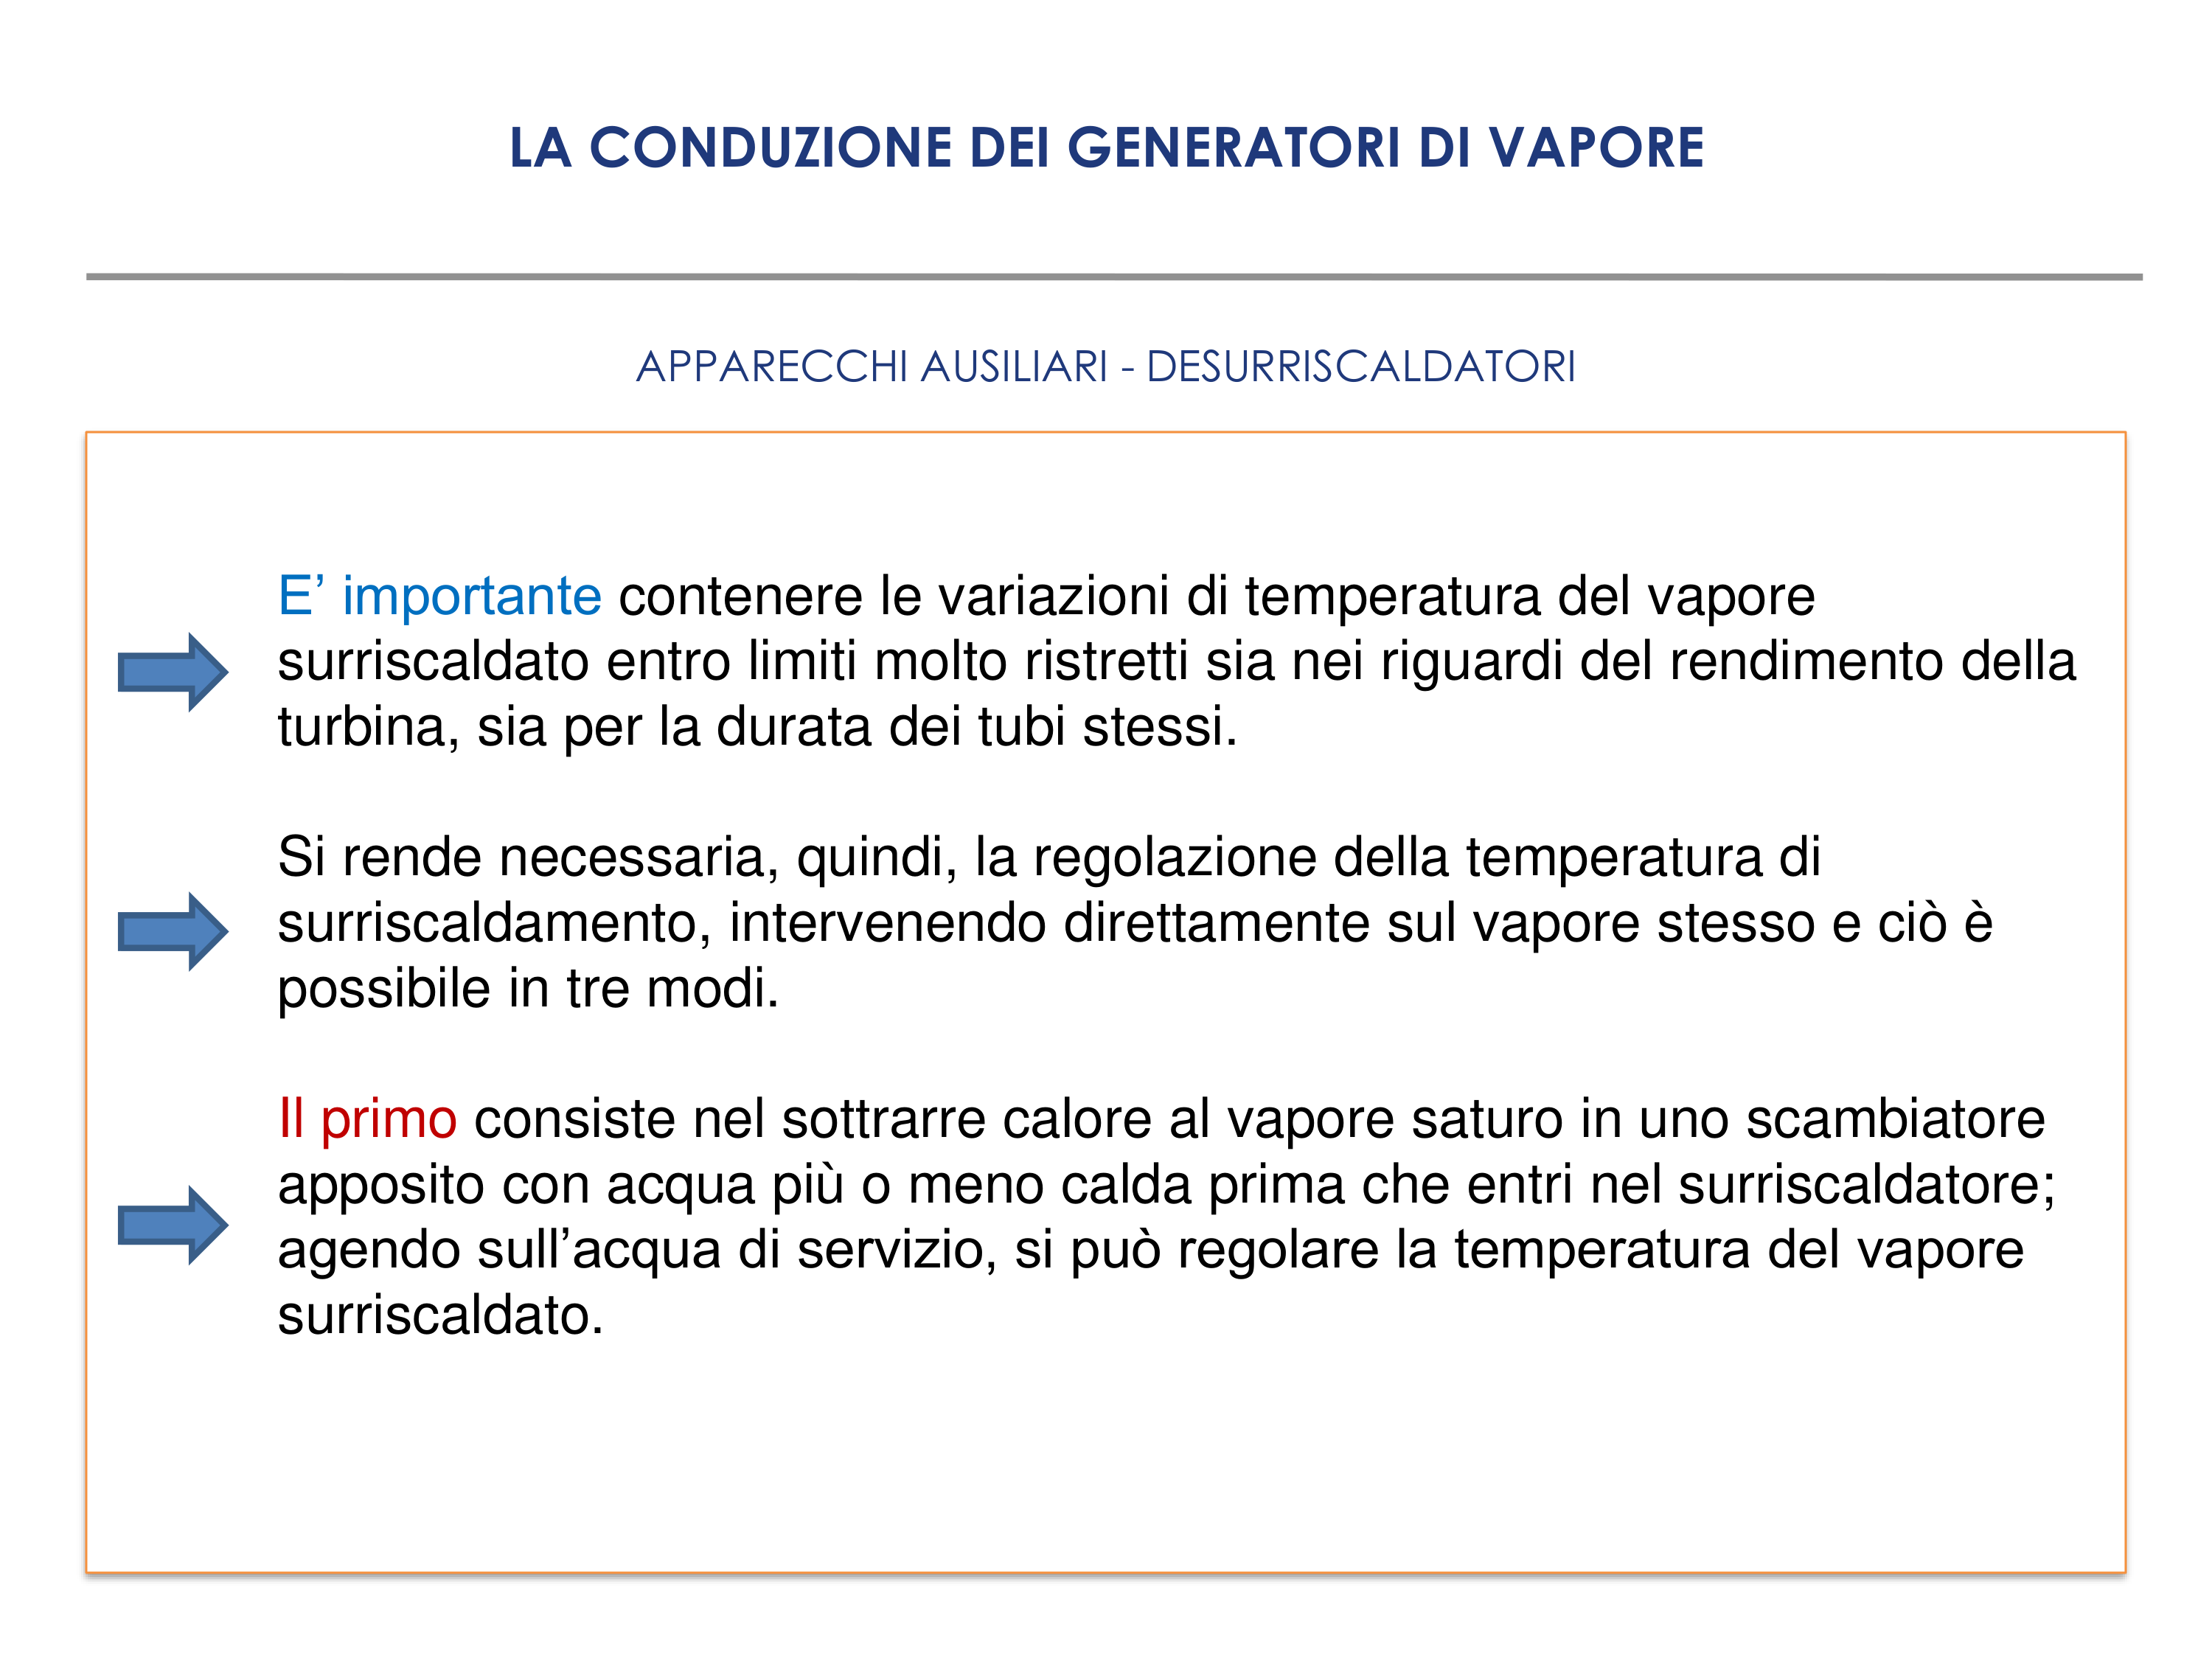 LA CONDUZIONE DEI GENERATORI DI VAPORE
APPARECCHI AUSILIARI - DESURRISCALDATORI
E’ importante contenere le variazioni di temperatura del vapore
surriscaldato entro limiti molto ristretti sia nei riguardi del rendimento della
turbina, sia per la durata dei tubi stessi.
Si rende necessaria, quindi, la regolazione della temperatura di
surriscaldamento, intervenendo direttamente sul vapore stesso e ciò è
possibile in tre modi.
Il primo consiste nel sottrarre calore al vapore saturo in uno scambiatore
apposito con acqua più o meno calda prima che entri nel surriscaldatore;
agendo sull’acqua di servizio, si può regolare la temperatura del vapore
surriscaldato.